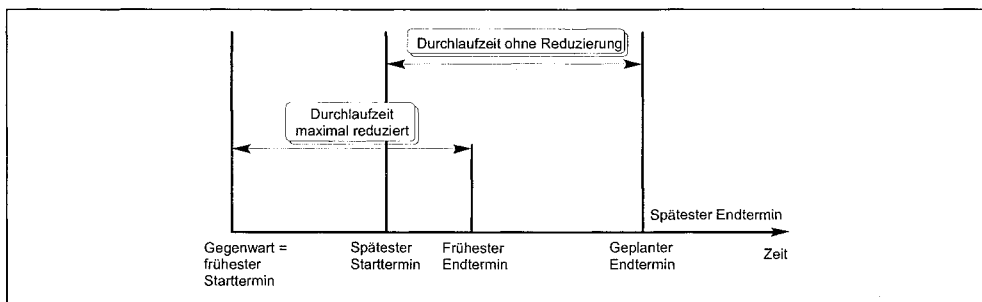 Durchlaufzeit ohne Reduzierung
Durchlaufzeit
maximal reduziert
Spätester Endtermin
Gegenwart =
frühester
Starttermin
Spätester
Starttermin
Frühester
Endtermin
Geplanter
Endtermin
Zeit